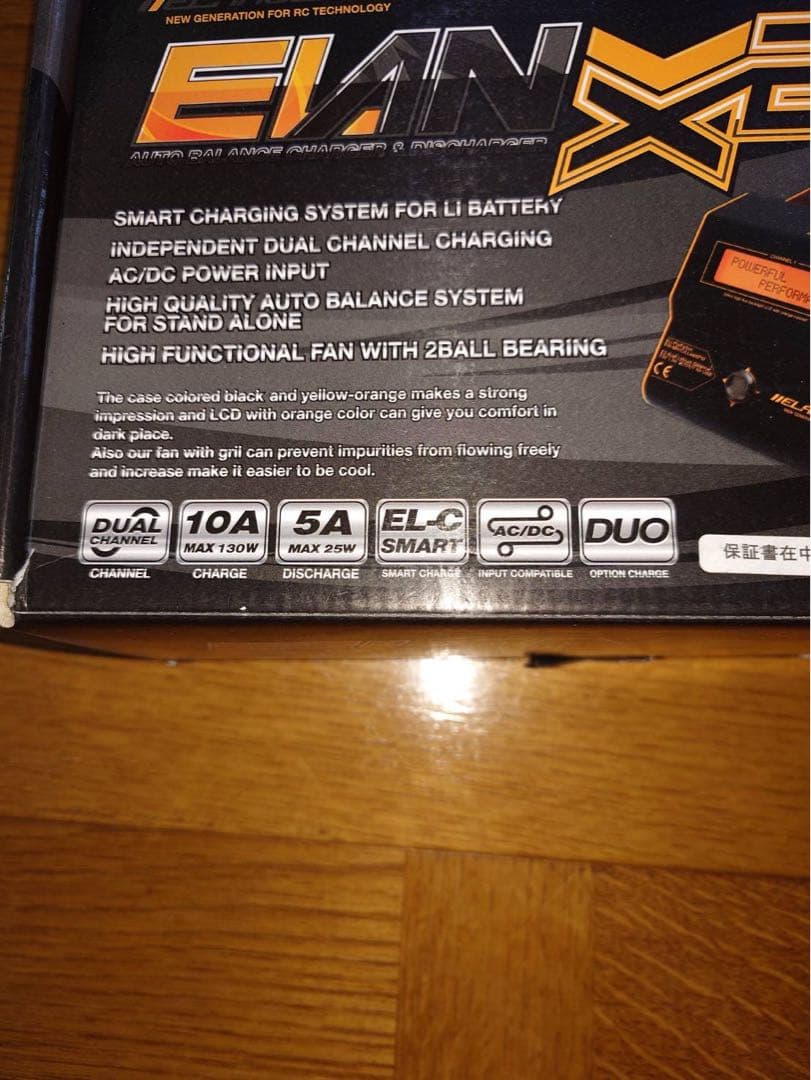 NEW GENERATION FOR RC TECHNOLOGY
ELAN
AUTO BALANCE CHARGER & DISCHARGER
SMART CHARGING SYSTEM FOR Li BATTERY
INDEPENDENT DUAL CHANNEL CHARGING
AC/DC POWER INPUT
HIGH QUALITY AUTO BALANCE SYSTEM
FOR STAND ALONE
HIGH FUNCTIONAL FAN WITH 2BALL BEARING
The case colored black and yellow-orange makes a strong
impression and LCD with orange color can give you comfort in
dark place.
Also our fan with gril can prevent impurities from flowing freely
and increase make it easier to be cool.
POWERFUL
CE
DUAL
CHANNEL
CHANNEL
10A
MAX 130W
CHARGE
5A
MAX 25W
DISCHARGE
EL-C
SMART
SMART CHARGE
AC/DC
INPUT COMPATIBLE
DUO
OPTION CHARGE
保証書在中